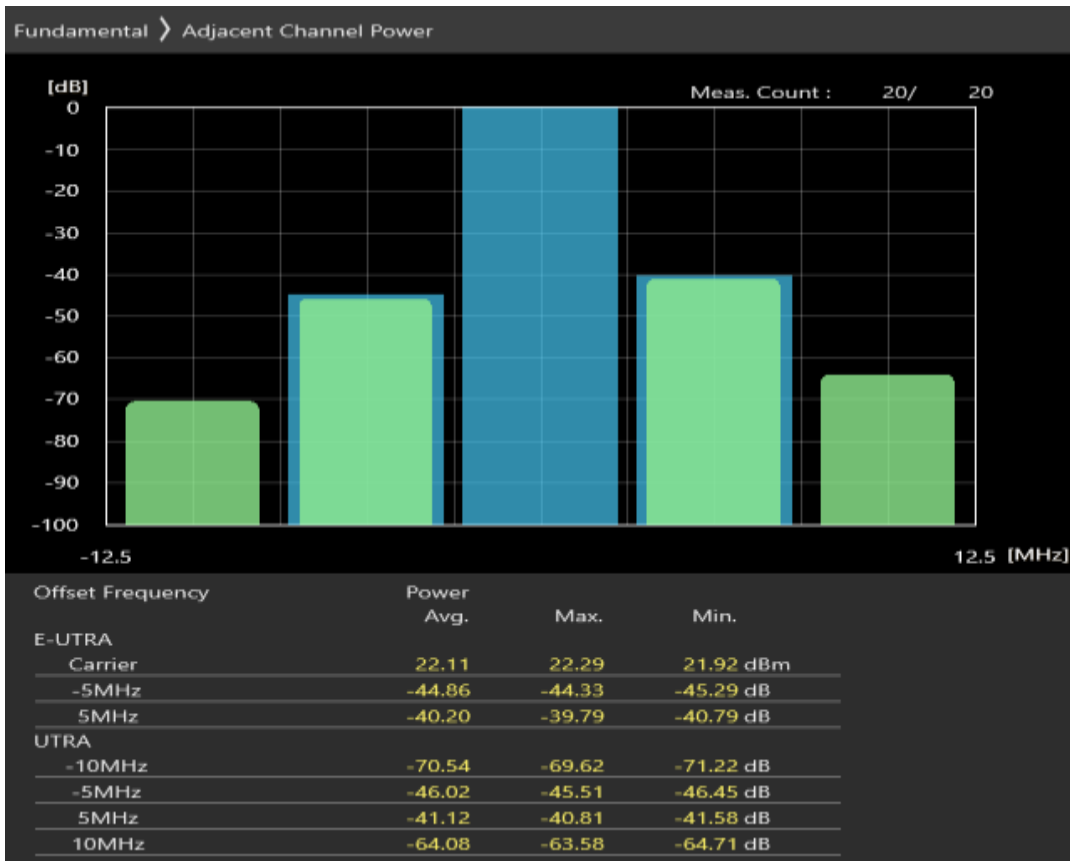 Fundamental 〉 Adjacent Channel Power
[dB]
Meas. Count : 20/ 20
0
-10
-20
-30
-40
-50
-60
-70
-80
-90
-100
-12.5 12.5 [MHz]
Offset Frequency Power
Avg. Max. Min.
E-UTRA
Carrier 22.11 22.29 21.92 dBm
-5MHz -44.86 -44.33 -45.29 dB
5MHz -40.20 -39.79 -40.79 dB
UTRA
-10MHz -70.54 -69.62 -71.22 dB
-5MHz -46.02 -45.51 -46.45 dB
5MHz -41.12 -40.81 -41.58 dB
10MHz -64.08 -63.58 -64.71 dB